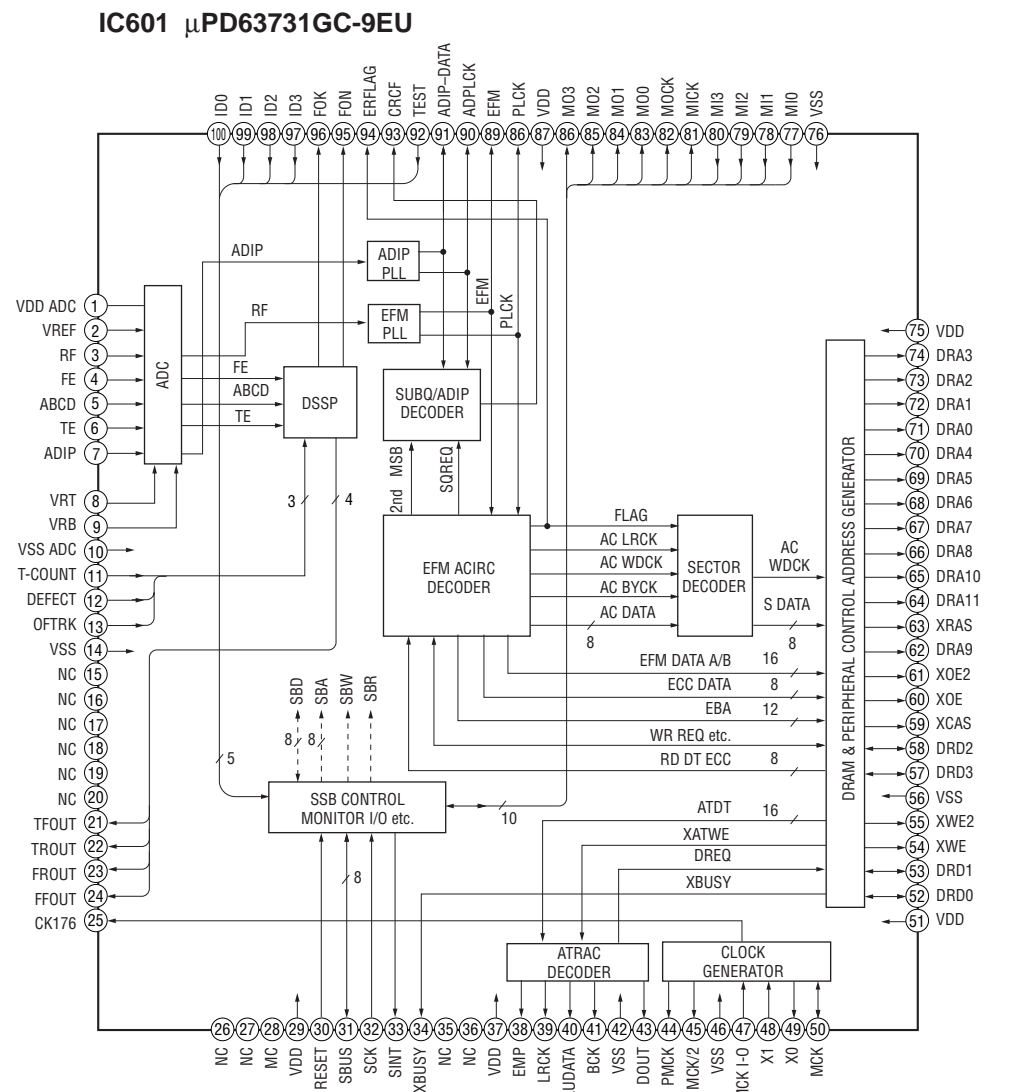 IC601 μPD63731GC-9EU
ID0
ID1
ID2
ID3
FOK
FON
ERFLAG
CRCF
TEST
ADIP–DATA
ADPLCK
EFM
PLCK
VDD
MO3
MO2
MO1
MO0
MOCK
MICK
MI3
MI2
MI1
MI0
VSS
100 99 98 97 96 95 94 93 92 91 90 89 86 87 86 85 84 83 82 81 80 79 78 77 76
VDD ADC 1
VREF 2
RF 3
FE 4
ABCD 5
TE 6
ADIP 7
VRT 8
VRB 9
VSS ADC 10
T-COUNT 11
DEFECT 12
OFTRK 13
VSS 14
NC 15
NC 16
NC 17
NC 18
NC 19
NC 20
TFOUT 21
TROUT 22
FROUT 23
FFOUT 24
CK176 25
ADC
ADIP
RF
FE
ABCD
TE
ADIP
PLL
EFM
PLL
EFM
PLCK
DSSP
3
4
SUBQ/ADIP
DECODER
2nd MSB
SQREQ
EFM ACIRC
DECODER
FLAG
AC LRCK
AC WDCK
AC BYCK
AC DATA
8
SECTOR
DECODER
AC
WDCK
S DATA
8
EFM DATA A/B 16
ECC DATA 8
EBA 12
WR REQ etc.
RD DT ECC 8
SBD
SBA
SBW
SBR
8
8
5
SSB CONTROL
MONITOR I/O etc.
10
8
ATDT 16
XATWE
DREQ
XBUSY
ATRAC
DECODER
CLOCK
GENERATOR
DRAM & PERIPHERAL CONTROL ADDRESS GENERATOR
75 VDD
74 DRA3
73 DRA2
72 DRA1
71 DRA0
70 DRA4
69 DRA5
68 DRA6
67 DRA7
66 DRA8
65 DRA10
64 DRA11
63 XRAS
62 DRA9
61 XOE2
60 XOE
59 XCAS
58 DRD2
57 DRD3
56 VSS
55 XWE2
54 XWE
53 DRD1
52 DRD0
51 VDD
26 27 28 29 30 31 32 33 34 35 36 37 38 39 40 41 42 43 44 45 46 47 48 49 50
NC
NC
MC
VDD
RESET
SBUS
SCK
SINT
XBUSY
NC
NC
VDD
EMP
LRCK
UDATA
BCK
VSS
DOUT
PMCK
MCK/2
VSS
X1
X0
MCK